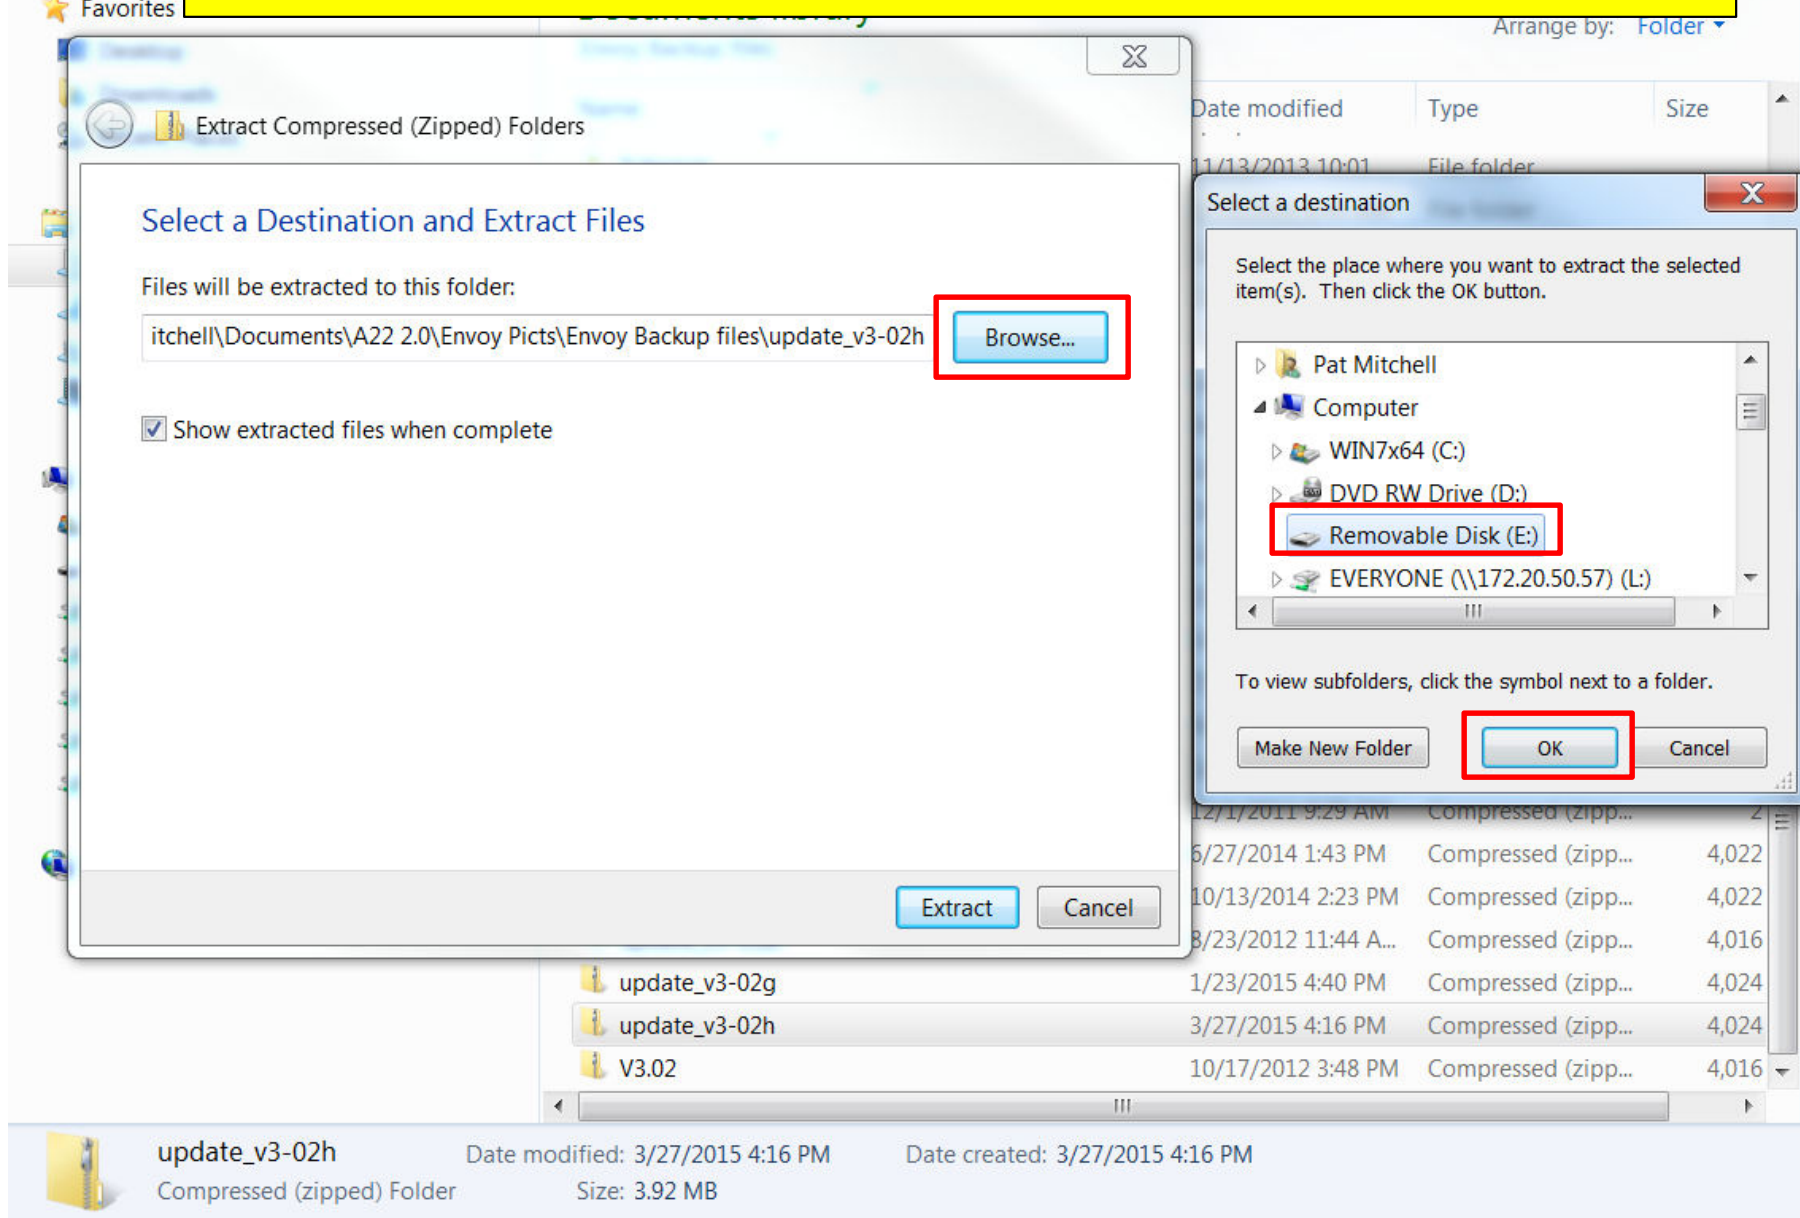 Favorites
Arrange by: Folder
Extract Compressed (Zipped) Folders
Select a Destination and Extract Files
Files will be extracted to this folder:
itchell\Documents\A22 2.0\Envoy Picts\Envoy Backup files\update_v3-02h
Browse...
Show extracted files when complete
Extract
Cancel
Date modified
Type
Size
11/13/2013 10:01
File folder
Select a destination
Select the place where you want to extract the selected
item(s). Then click the OK button.
Pat Mitchell
Computer
WIN7x64 (C:)
DVD RW Drive (D:)
Removable Disk (E:)
EVERYONE (\\172.20.50.57) (L:)
To view subfolders, click the symbol next to a folder.
Make New Folder
OK
Cancel
12/1/2011 9:29 AM Compressed (zipp... 2
6/27/2014 1:43 PM Compressed (zipp... 4,022
10/13/2014 2:23 PM Compressed (zipp... 4,022
8/23/2012 11:44 A... Compressed (zipp... 4,016
update_v3-02g 1/23/2015 4:40 PM Compressed (zipp... 4,024
update_v3-02h 3/27/2015 4:16 PM Compressed (zipp... 4,024
V3.02 10/17/2012 3:48 PM Compressed (zipp... 4,016
update_v3-02h Date modified: 3/27/2015 4:16 PM Date created: 3/27/2015 4:16 PM
Compressed (zipped) Folder Size: 3.92 MB